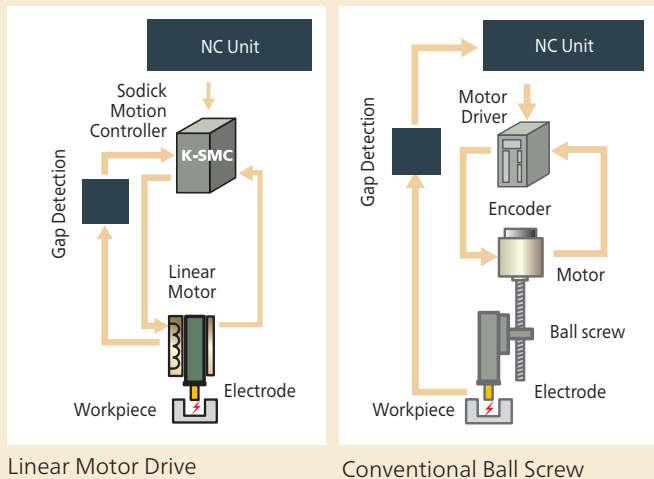 NC Unit
Sodick
Motion
Controller
K-SMC
Gap Detection
Linear
Motor
Electrode
Workpiece
Linear Motor Drive
NC Unit
Motor
Driver
Gap Detection
Encoder
Motor
Ball screw
Electrode
Workpiece
Conventional Ball Screw